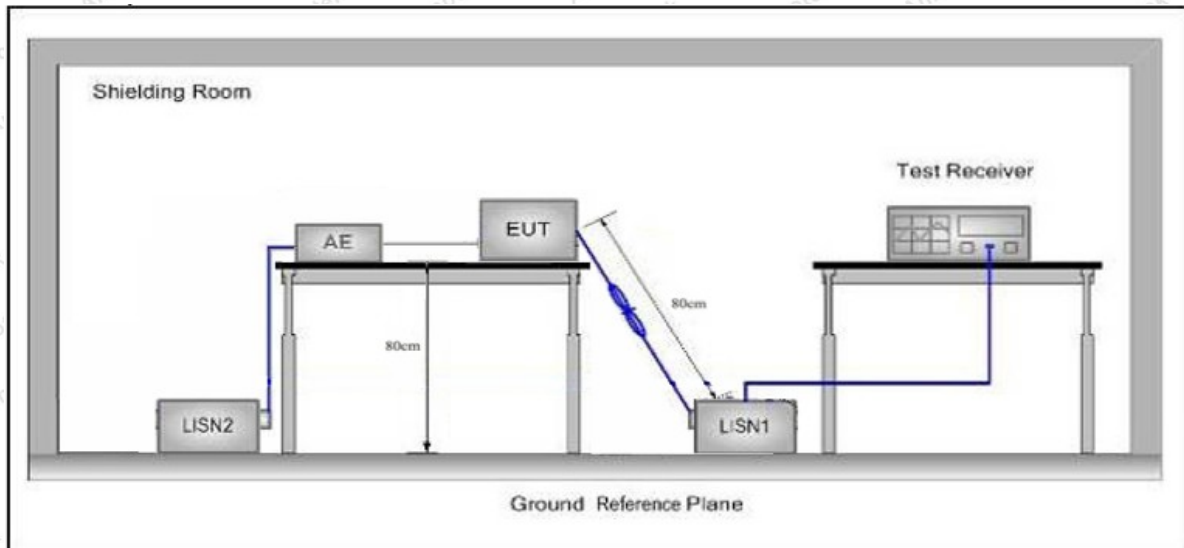 Shielding Room
Test Receiver
AE
EUT
80cm
80cm
LISN2
LISN1
Ground Reference Plane